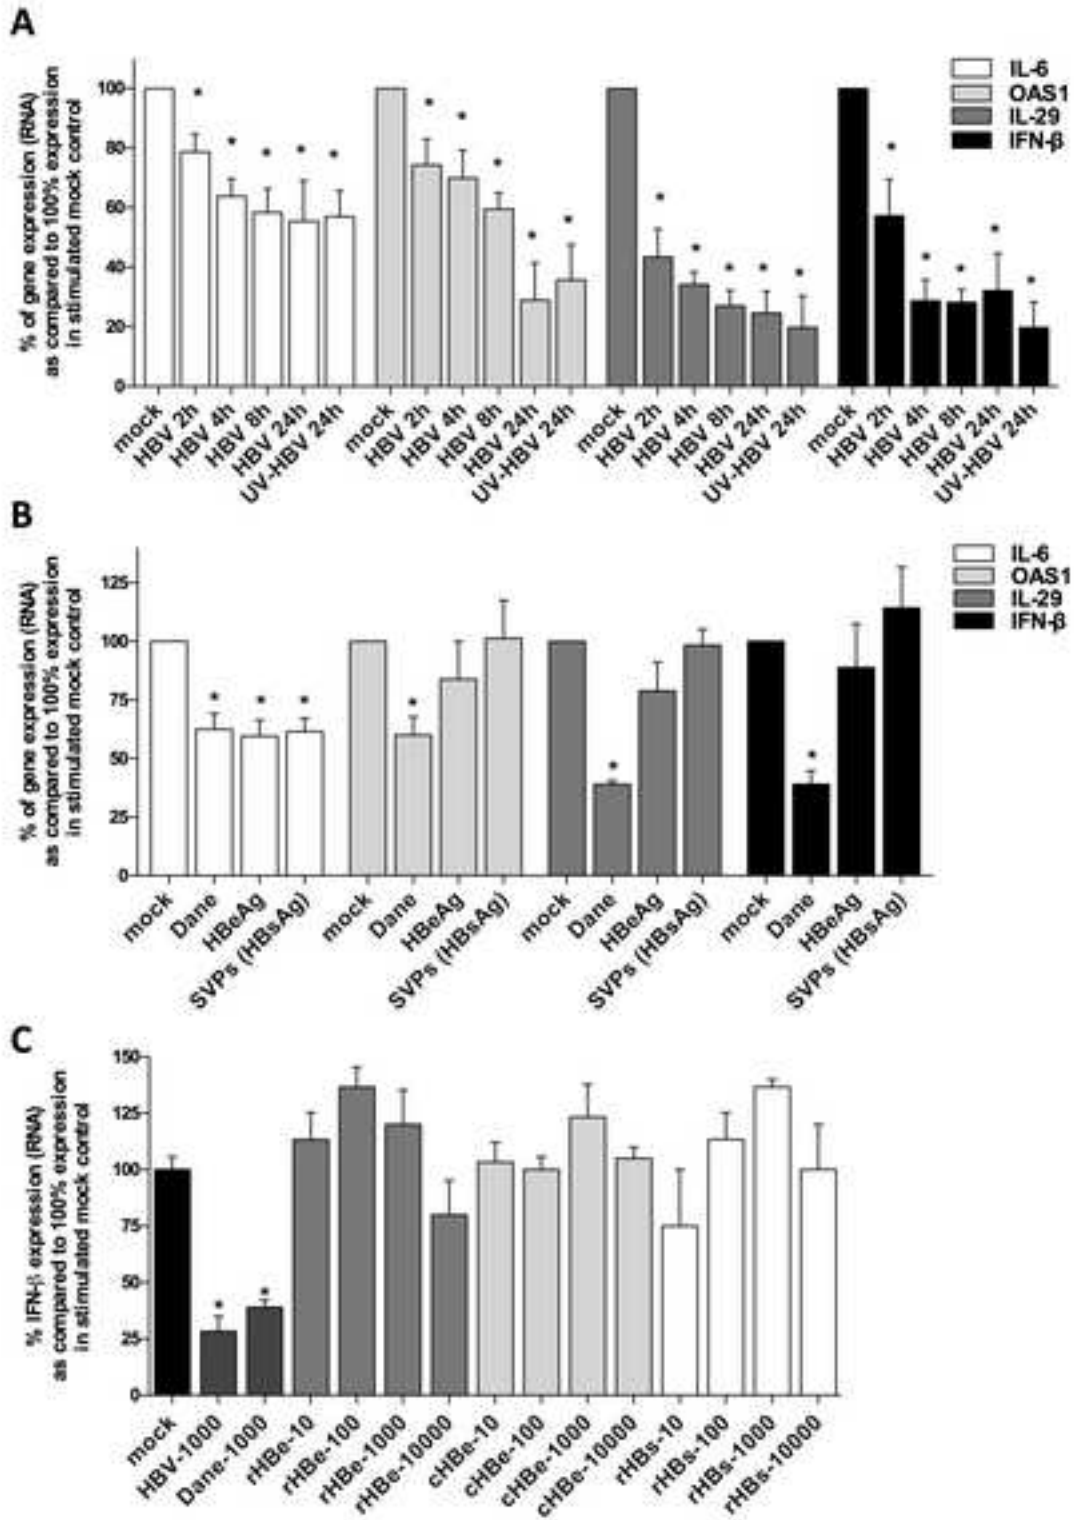 A
% of gene expression (RNA)
as compared to 100% expression
in stimulated mock control
100
80
60
40
20
0
* * * * * * * * * * * * * * * * * * * *
IL-6
OAS1
IL-29
IFN-β
mock HBV 2h HBV 4h HBV 8h HBV 24h UV-HBV 24h mock HBV 2h HBV 4h HBV 8h HBV 24h UV-HBV 24h mock HBV 2h HBV 4h HBV 8h HBV 24h UV-HBV 24h mock HBV 2h HBV 4h HBV 8h HBV 24h UV-HBV 24h
B
% of gene expression (RNA)
as compared to 100% expression
in stimulated mock control
125
100
75
50
25
0
* * * * * *
IL-6
OAS1
IL-29
IFN-β
mock Dane HBeAg SVPs (HBsAg) mock Dane HBeAg SVPs (HBsAg) mock Dane HBeAg SVPs (HBsAg) mock Dane HBeAg SVPs (HBsAg)
C
% IFN-β expression (RNA)
as compared to 100% expression
in stimulated mock control
150
125
100
75
50
25
0
* *
mock HBV-1000 Dane-1000 rHBe-10 rHBe-100 rHBe-1000 rHBe-10000 cHBe-10 cHBe-100 cHBe-1000 cHBe-10000 rHBs-10 rHBs-100 rHBs-1000 rHBs-10000